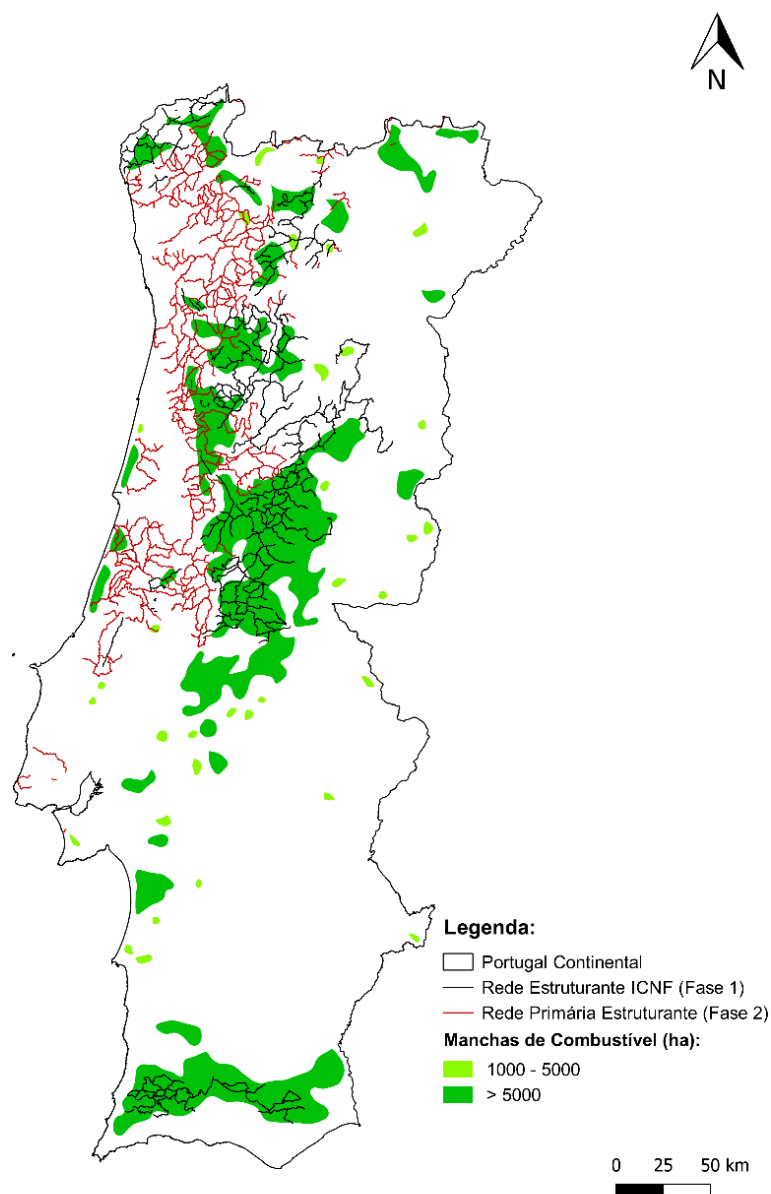 N
Legenda:
Portugal Continental
Rede Estruturante ICNF (Fase 1)
Rede Primária Estruturante (Fase 2)
Manchas de Combustível (ha):
1000 - 5000
> 5000
0 25 50 km